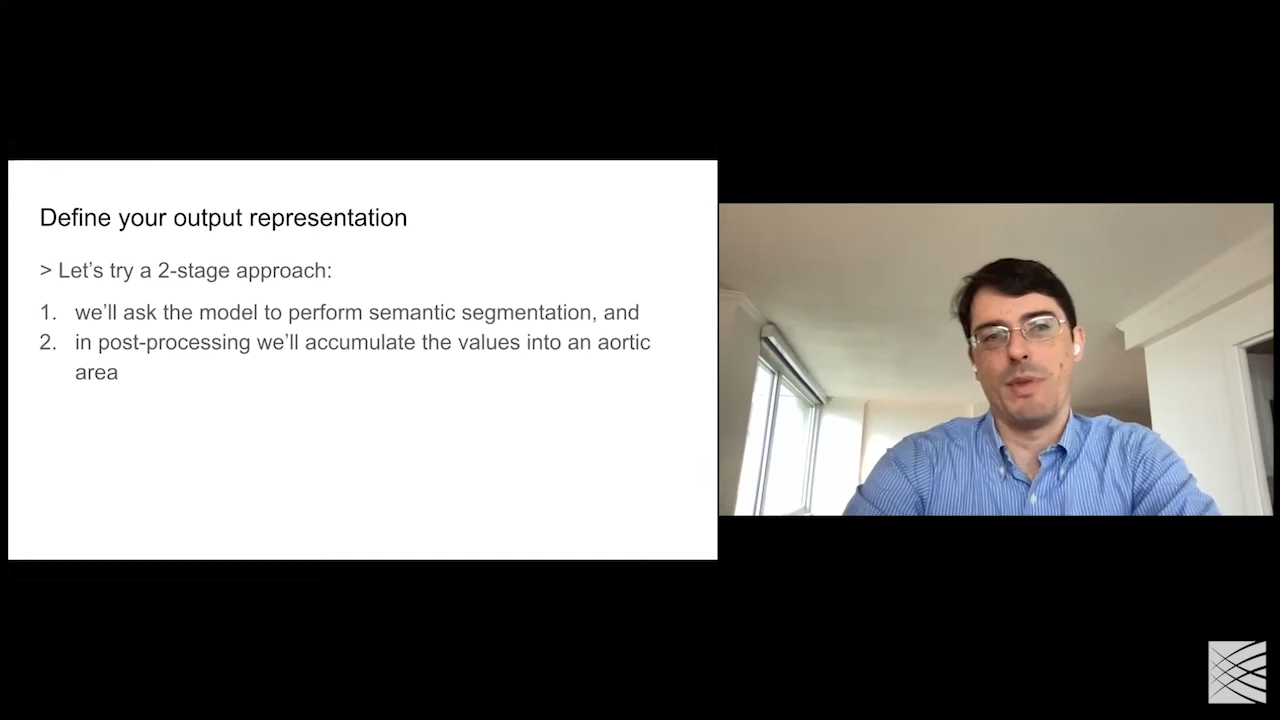 Define your output representation
> Let's try a 2-stage approach:
1. we'll ask the model to perform semantic segmentation, and
2. in post-processing we'll accumulate the values into an aortic
area